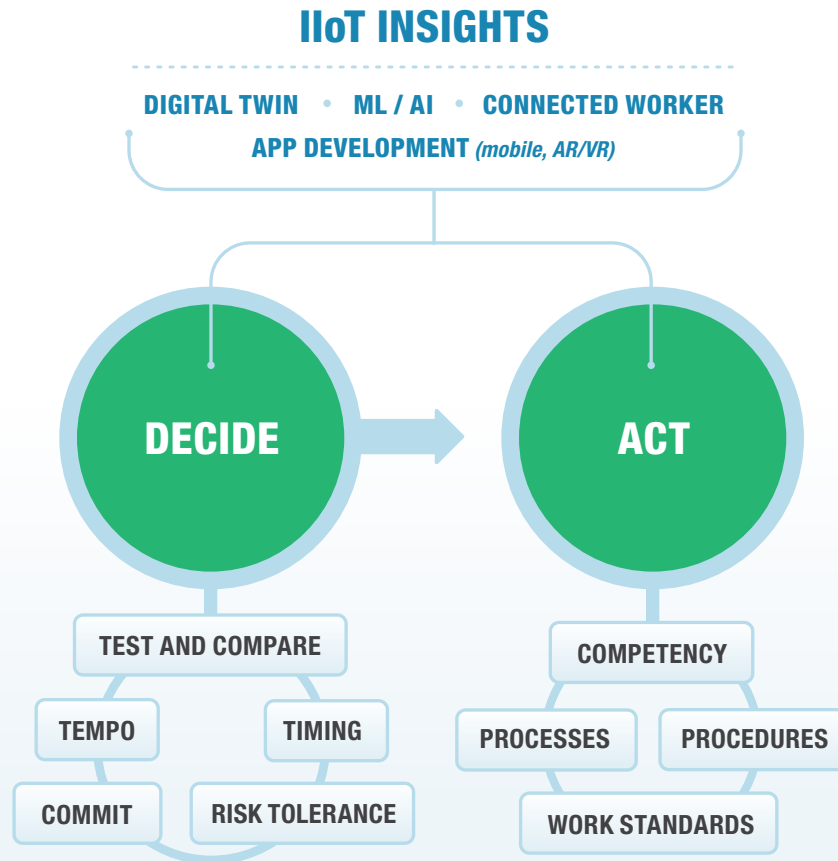 IIoT INSIGHTS
DIGITAL TWIN • ML / AI • CONNECTED WORKER
APP DEVELOPMENT (mobile, AR/VR)
DECIDE
ACT
TEST AND COMPARE
TEMPO
TIMING
COMMIT
RISK TOLERANCE
COMPETENCY
PROCESSES
PROCEDURES
WORK STANDARDS